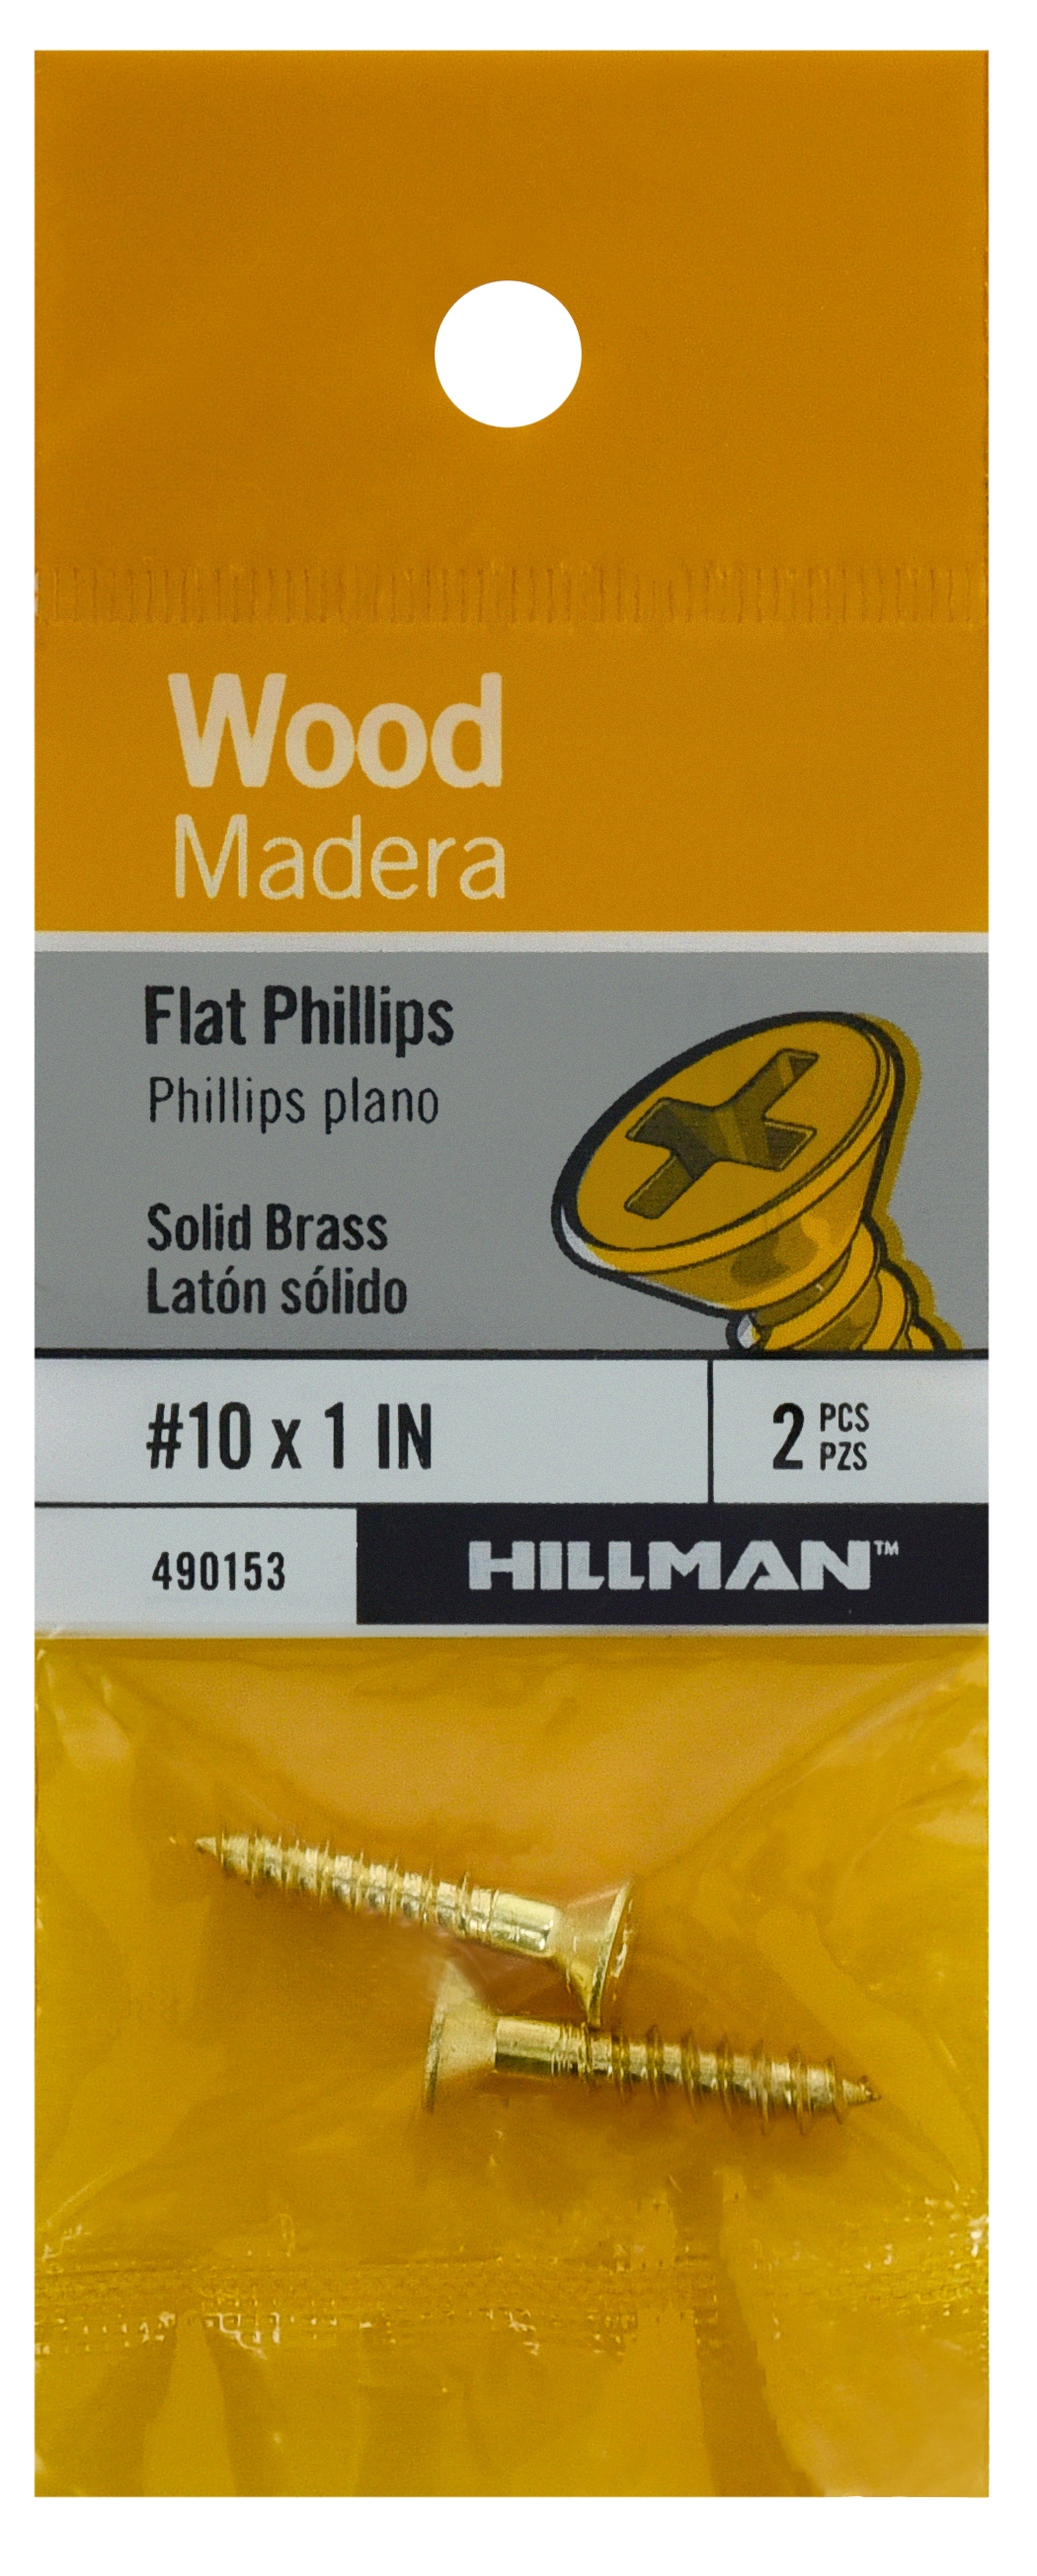 Wood
Madera
Flat Phillips
Phillips plano
Solid Brass
Latón sólido
#10 x 1 IN
2 PCS
PZS
490153
HILLMAN™